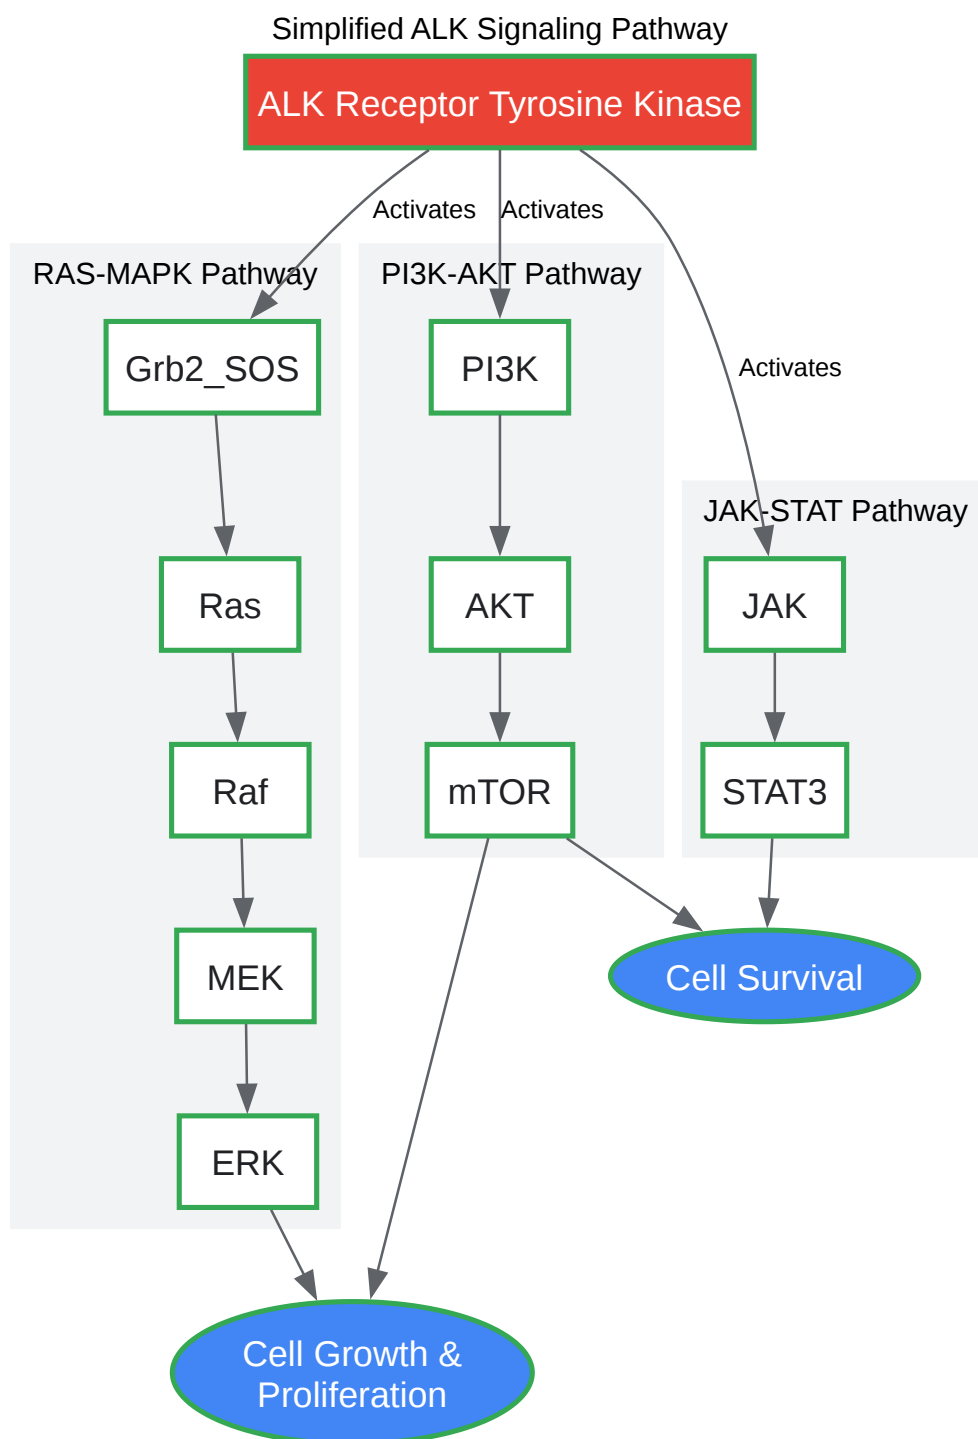 Simplified ALK Signaling Pathway
ALK Receptor Tyrosine Kinase
Activates
Activates
Activates
RAS-MAPK Pathway
Grb2_SOS
Ras
Raf
MEK
ERK
PI3K-AKT Pathway
PI3K
AKT
mTOR
JAK-STAT Pathway
JAK
STAT3
Cell Survival
Cell Growth &
Proliferation